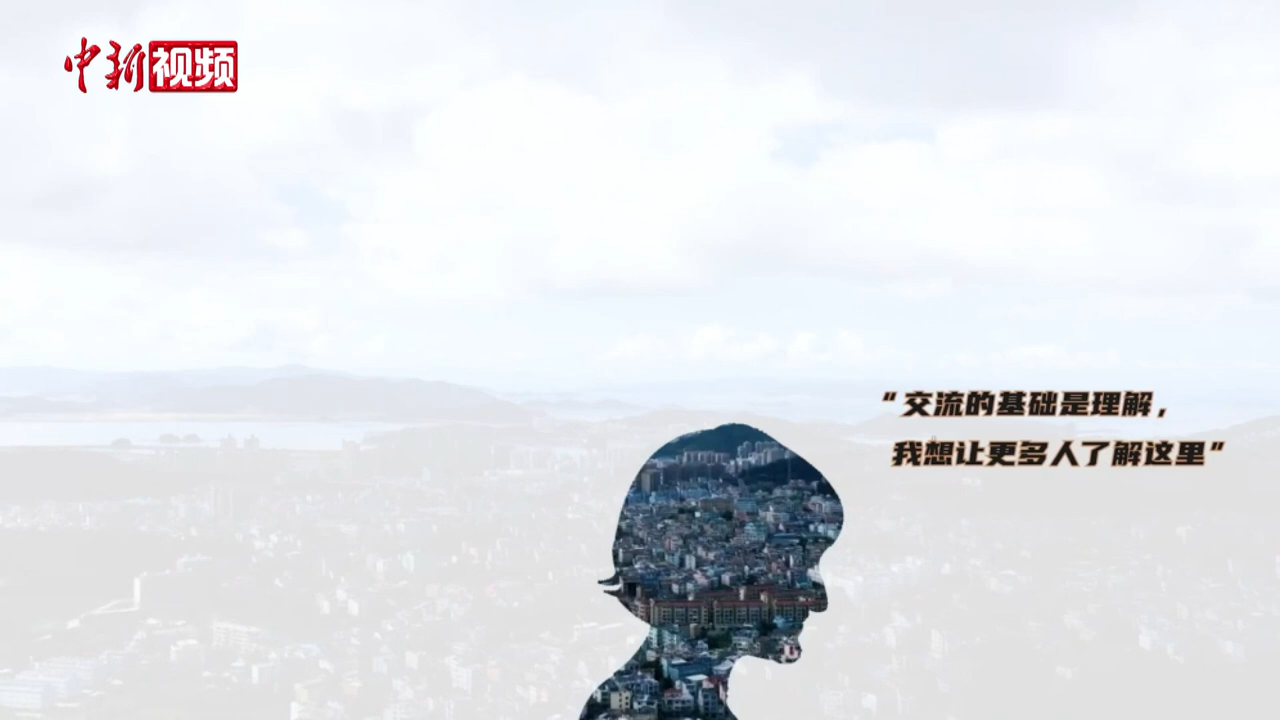 中新视频
“交流的基础是理解,
我想让更多人了解这里”